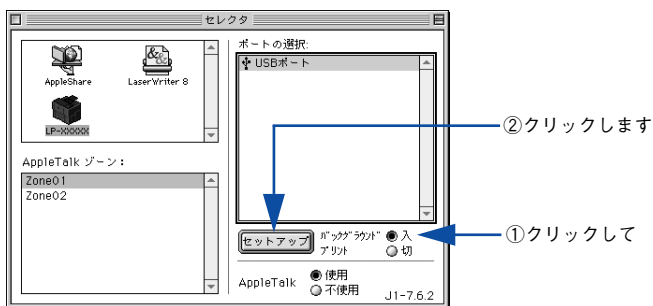 セレクタ
AppleShare
LaserWriter 8
LP-XXXXX
AppleTalk ゾーン：
Zone01
Zone02
ポートの選択:
USBポート
セットアップ
バックグラウンド
プリント
入
切
AppleTalk
使用
不使用
J1-7.6.2
②クリックします
①クリックして